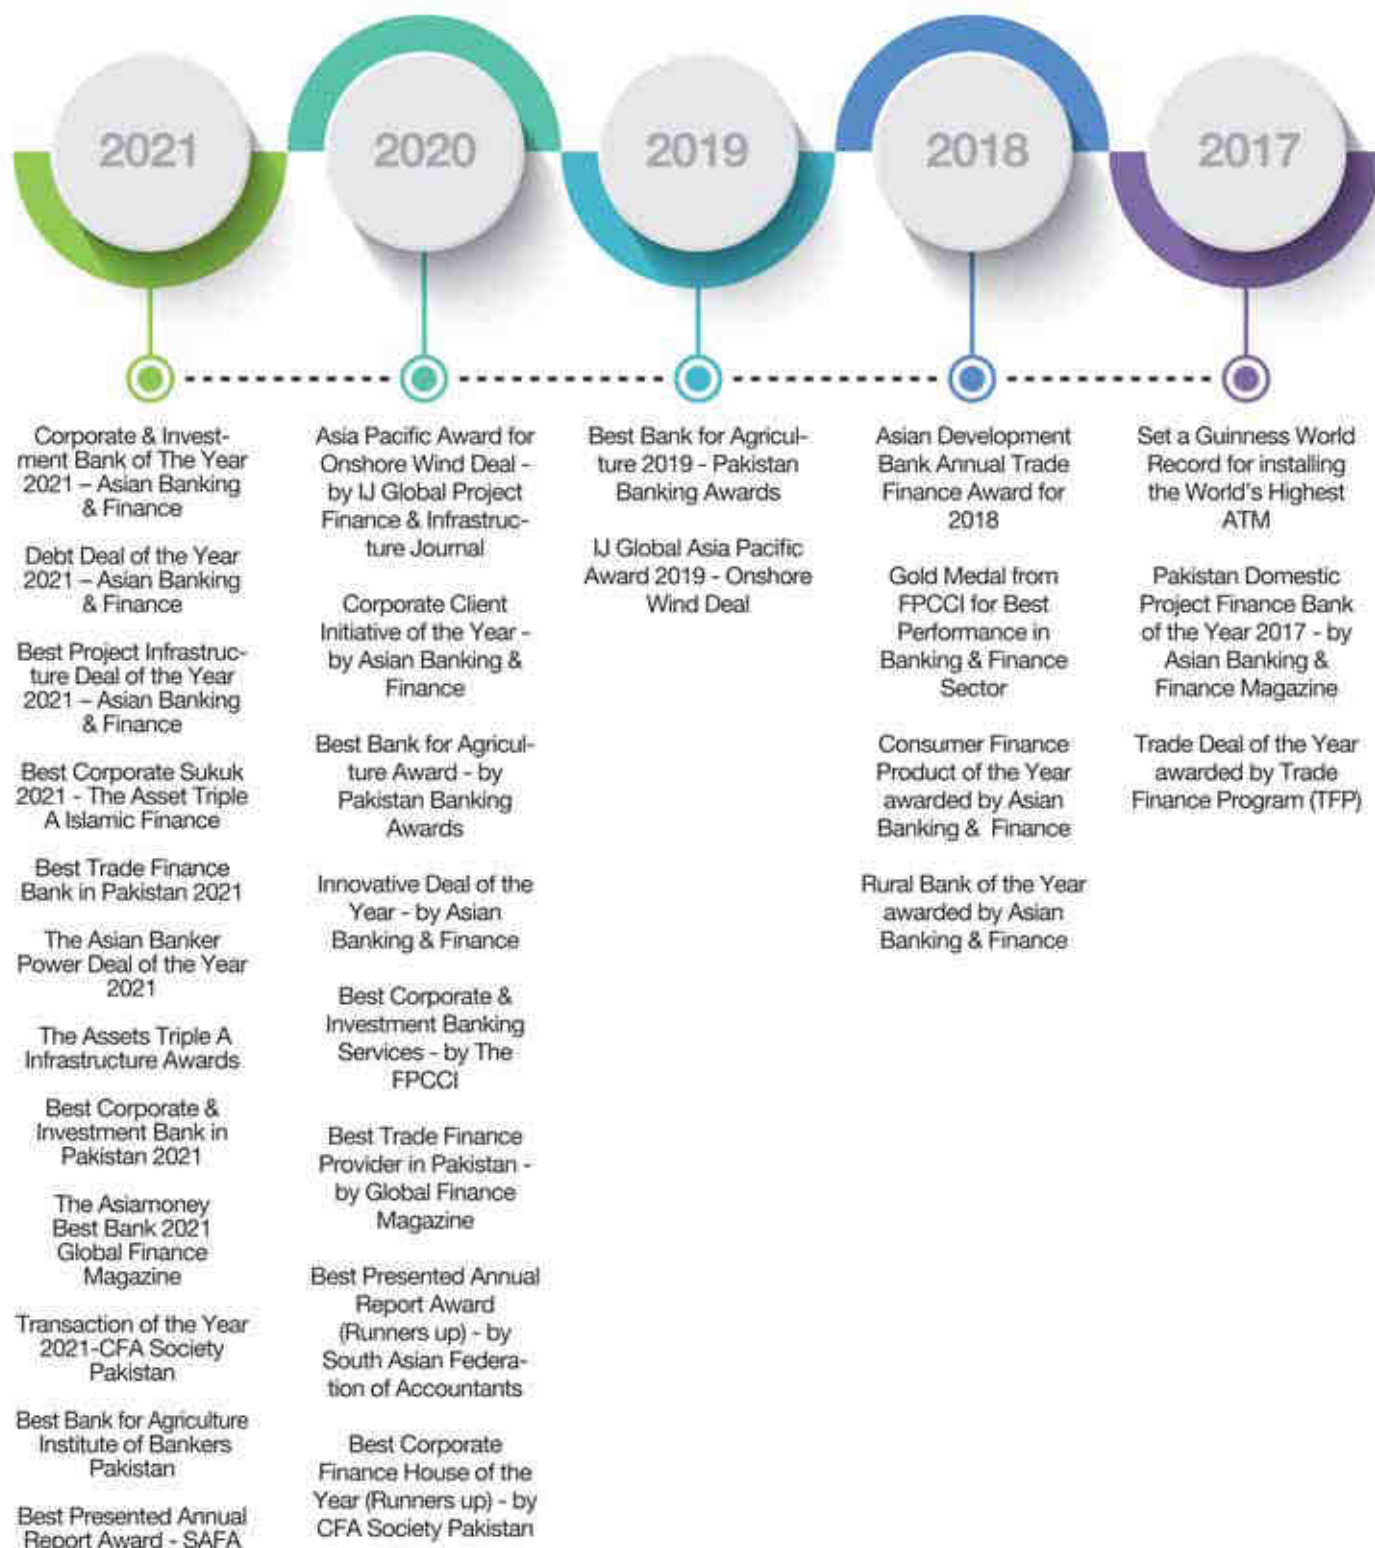 2021
2020
2019
2018
2017
Corporate & Invest-
ment Bank of The Year
2021 – Asian Banking
& Finance
Debt Deal of the Year
2021 – Asian Banking
& Finance
Best Project Infrastruc-
ture Deal of the Year
2021 – Asian Banking
& Finance
Best Corporate Sukuk
2021 - The Asset Triple
A Islamic Finance
Best Trade Finance
Bank in Pakistan 2021
The Asian Banker
Power Deal of the Year
2021
The Assets Triple A
Infrastructure Awards
Best Corporate &
Investment Bank in
Pakistan 2021
The Asiamoney
Best Bank 2021
Global Finance
Magazine
Transaction of the Year
2021-CFA Society
Pakistan
Best Bank for Agriculture
Institute of Bankers
Pakistan
Best Presented Annual
Report Award - SAFA
Asia Pacific Award for
Onshore Wind Deal -
by IJ Global Project
Finance & Infrastruc-
ture Journal
Corporate Client
Initiative of the Year -
by Asian Banking &
Finance
Best Bank for Agricul-
ture Award - by
Pakistan Banking
Awards
Innovative Deal of the
Year - by Asian
Banking & Finance
Best Corporate &
Investment Banking
Services - by The
FPCCI
Best Trade Finance
Provider in Pakistan -
by Global Finance
Magazine
Best Presented Annual
Report Award
(Runners up) - by
South Asian Federa-
tion of Accountants
Best Corporate
Finance House of the
Year (Runners up) - by
CFA Society Pakistan
Best Bank for Agricul-
ture 2019 - Pakistan
Banking Awards
IJ Global Asia Pacific
Award 2019 - Onshore
Wind Deal
Asian Development
Bank Annual Trade
Finance Award for
2018
Gold Medal from
FPCCI for Best
Performance in
Banking & Finance
Sector
Consumer Finance
Product of the Year
awarded by Asian
Banking & Finance
Rural Bank of the Year
awarded by Asian
Banking & Finance
Set a Guinness World
Record for installing
the World's Highest
ATM
Pakistan Domestic
Project Finance Bank
of the Year 2017 - by
Asian Banking &
Finance Magazine
Trade Deal of the Year
awarded by Trade
Finance Program (TFP)